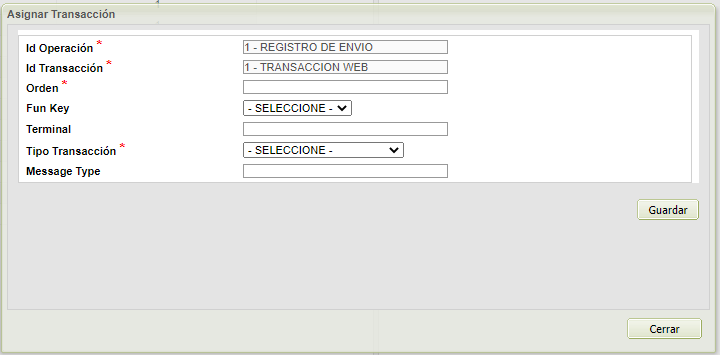 Asignar Transacción
Id Operación * 1 - REGISTRO DE ENVIO
Id Transacción * 1 - TRANSACCION WEB
Orden *
Fun Key - SELECCIONE -
Terminal
Tipo Transacción * - SELECCIONE -
Message Type
Guardar
Cerrar